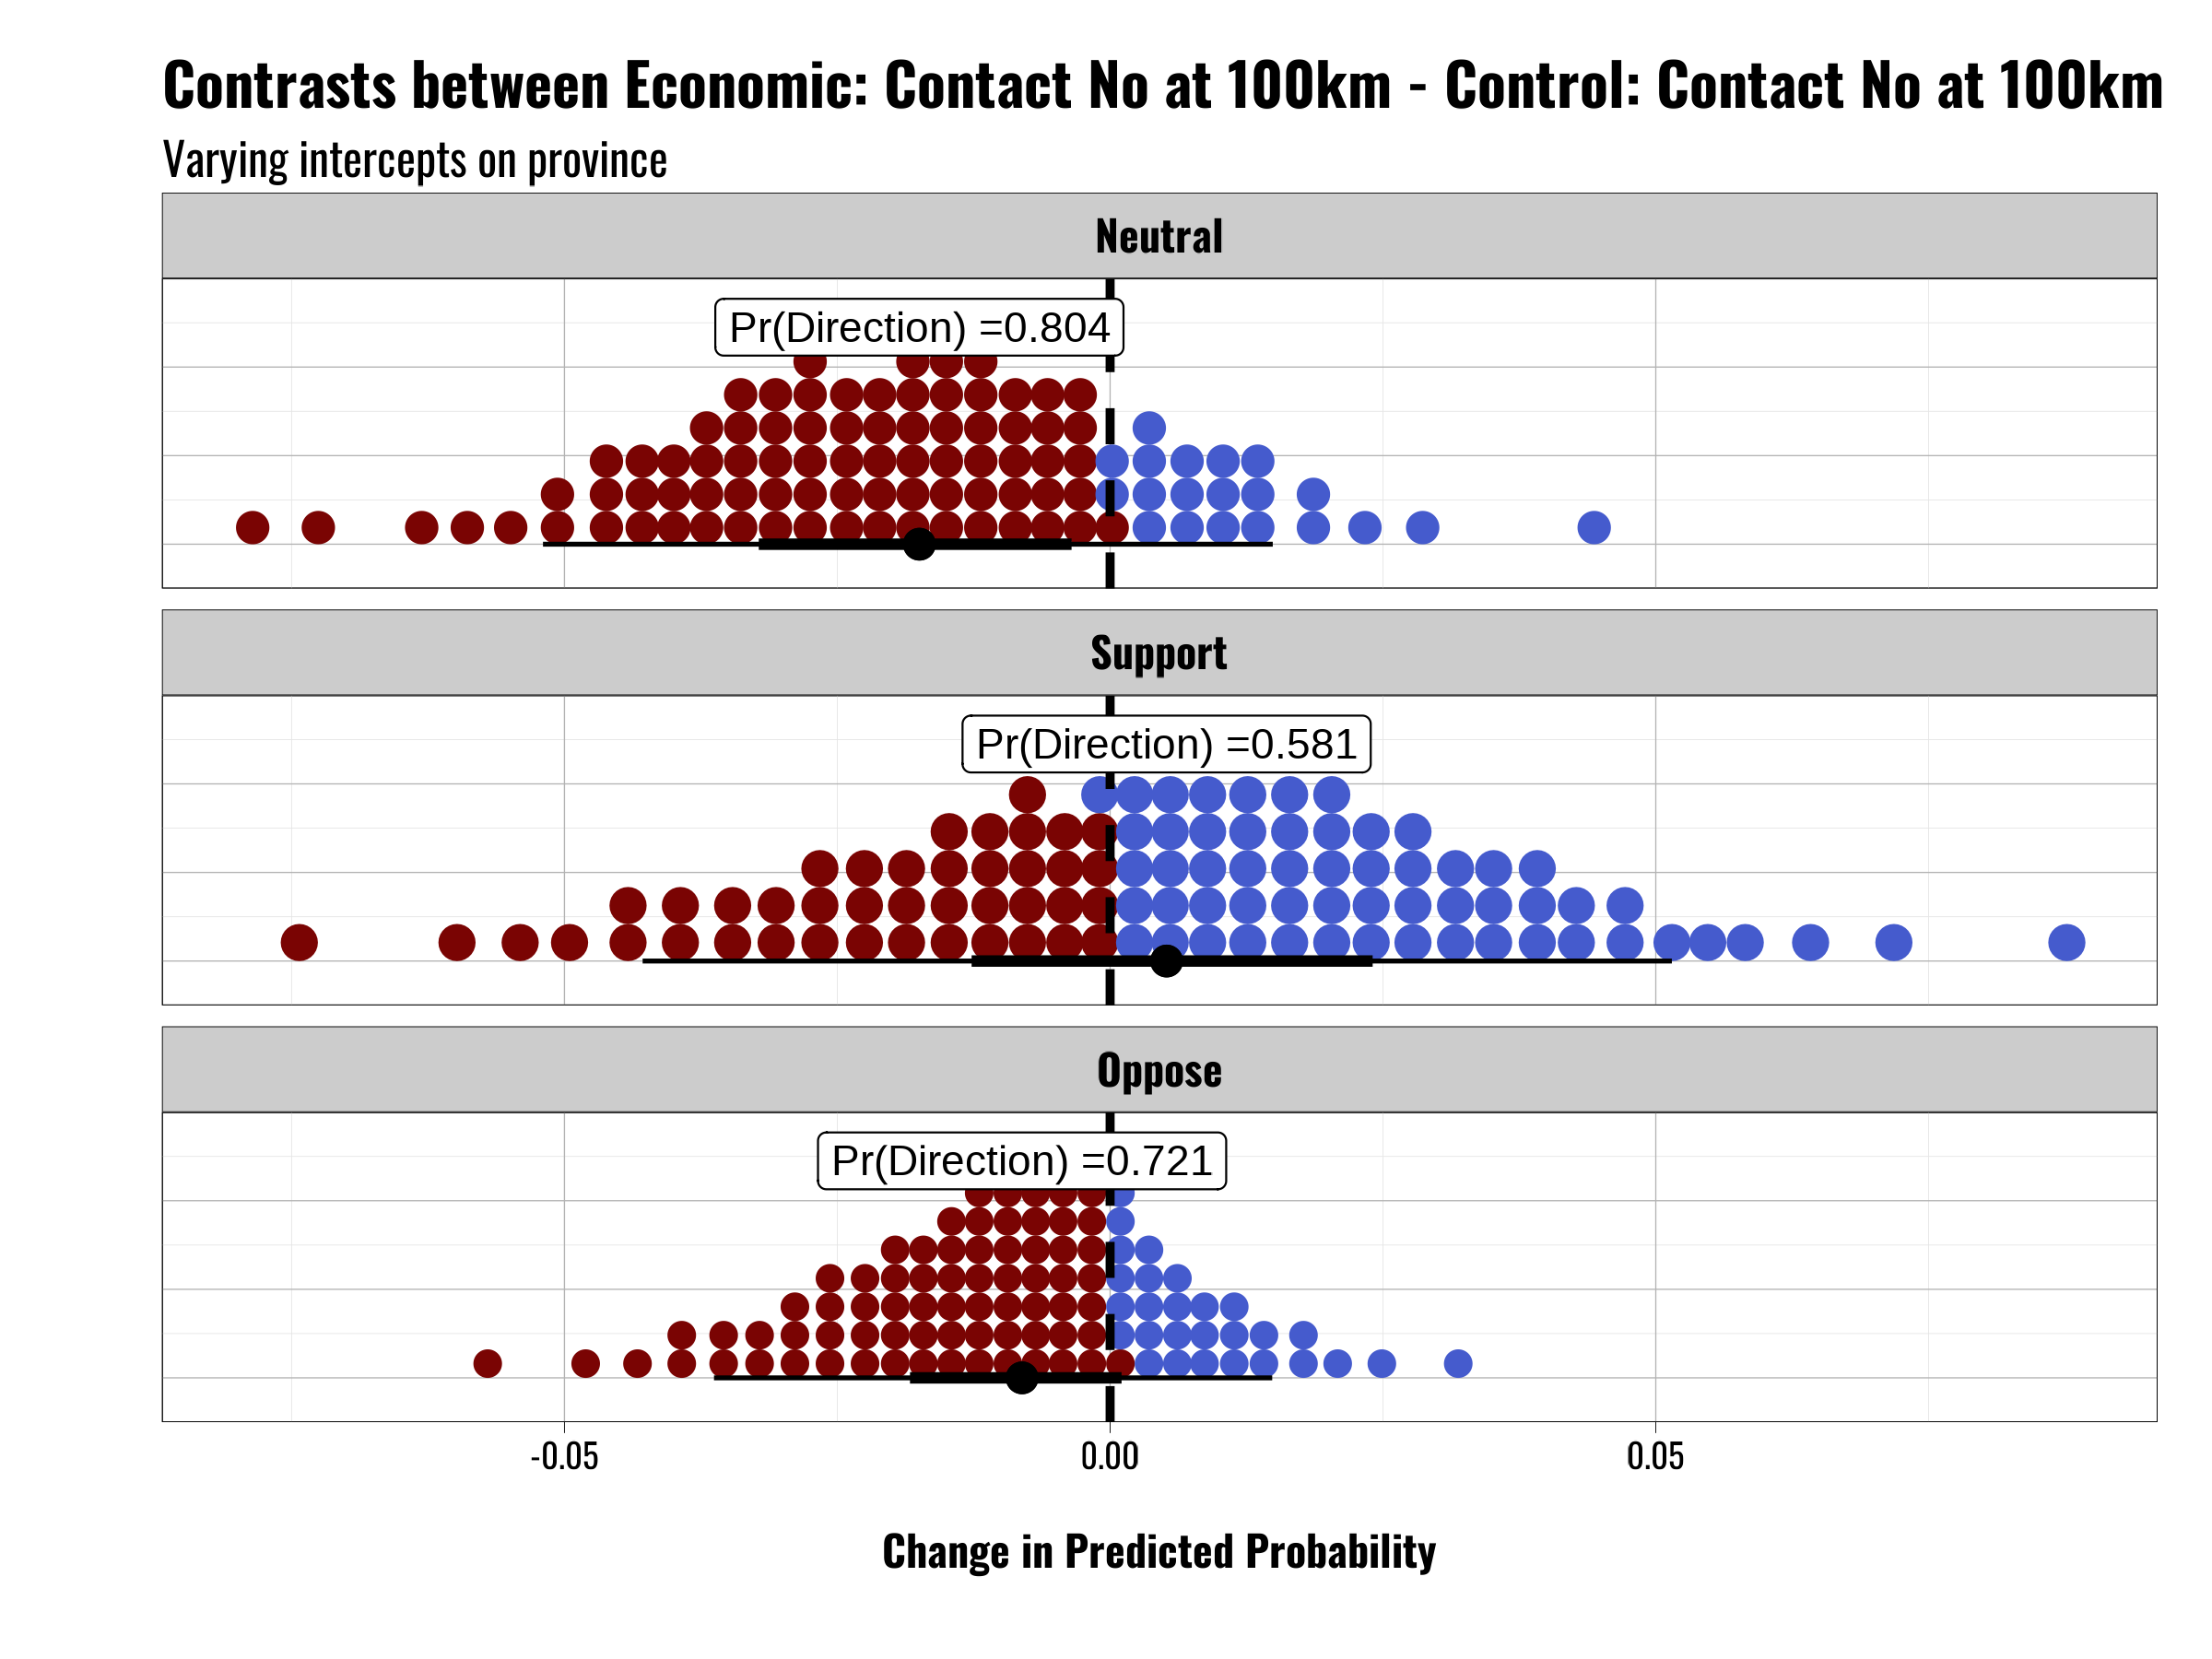 Contrasts between Economic: Contact No at 100km - Control: Contact No at 100km
Varying intercepts on province
Neutral
Pr(Direction) =0.804
Support
Pr(Direction) =0.581
Oppose
Pr(Direction) =0.721
-0.05 0.00 0.05
Change in Predicted Probability